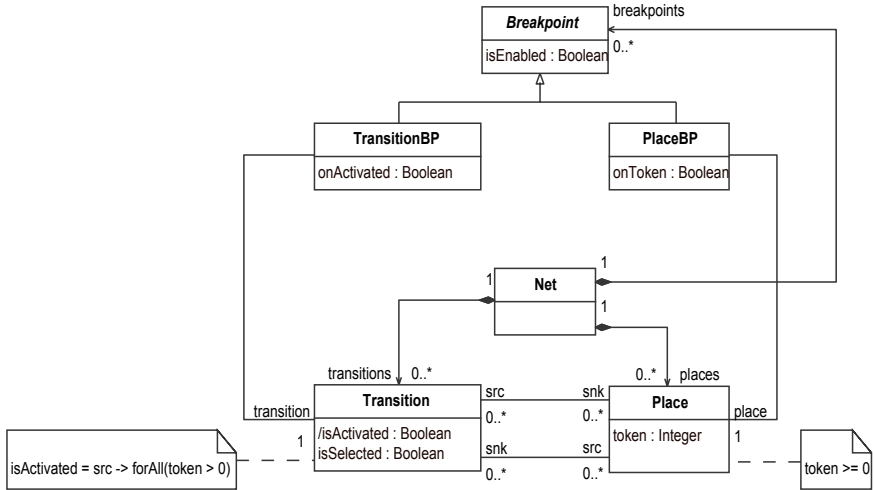 breakpoints
Breakpoint
isEnabled : Boolean
0..*
TransitionBP
onActivated : Boolean
PlaceBP
onToken : Boolean
1
1
Net
1
transitions 0..*
0..* places
Transition
src
snk
Place
transition
0..*
0..*
place
/isActivated : Boolean
token : Integer
1
1
isSelected : Boolean
snk
src
0..*
0..*
isActivated = src -> forAll(token > 0)
token >= 0